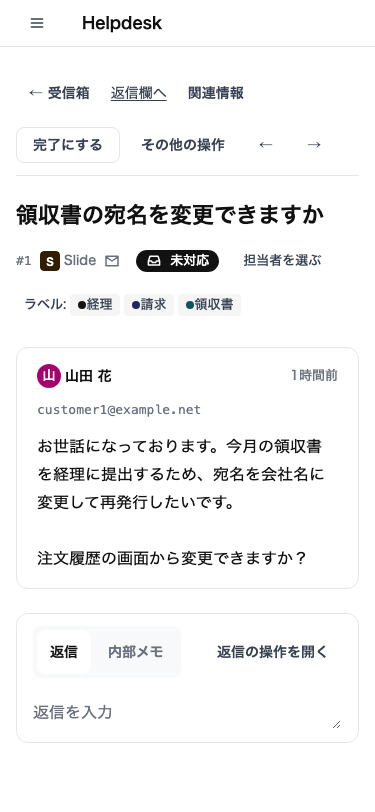 Helpdesk
← 受信箱 返信欄へ 関連情報
完了にする その他の操作 ← →
領収書の宛名を変更できますか
#1 S Slide 未対応 担当者を選ぶ
ラベル: 経理 請求 領収書
山 山田 花 1時間前
customer1@example.net
お世話になっております。今月の領収書
を経理に提出するため、宛名を会社名に
変更して再発行したいです。
注文履歴の画面から変更できますか？
返信 内部メモ 返信の操作を開く
返信を入力